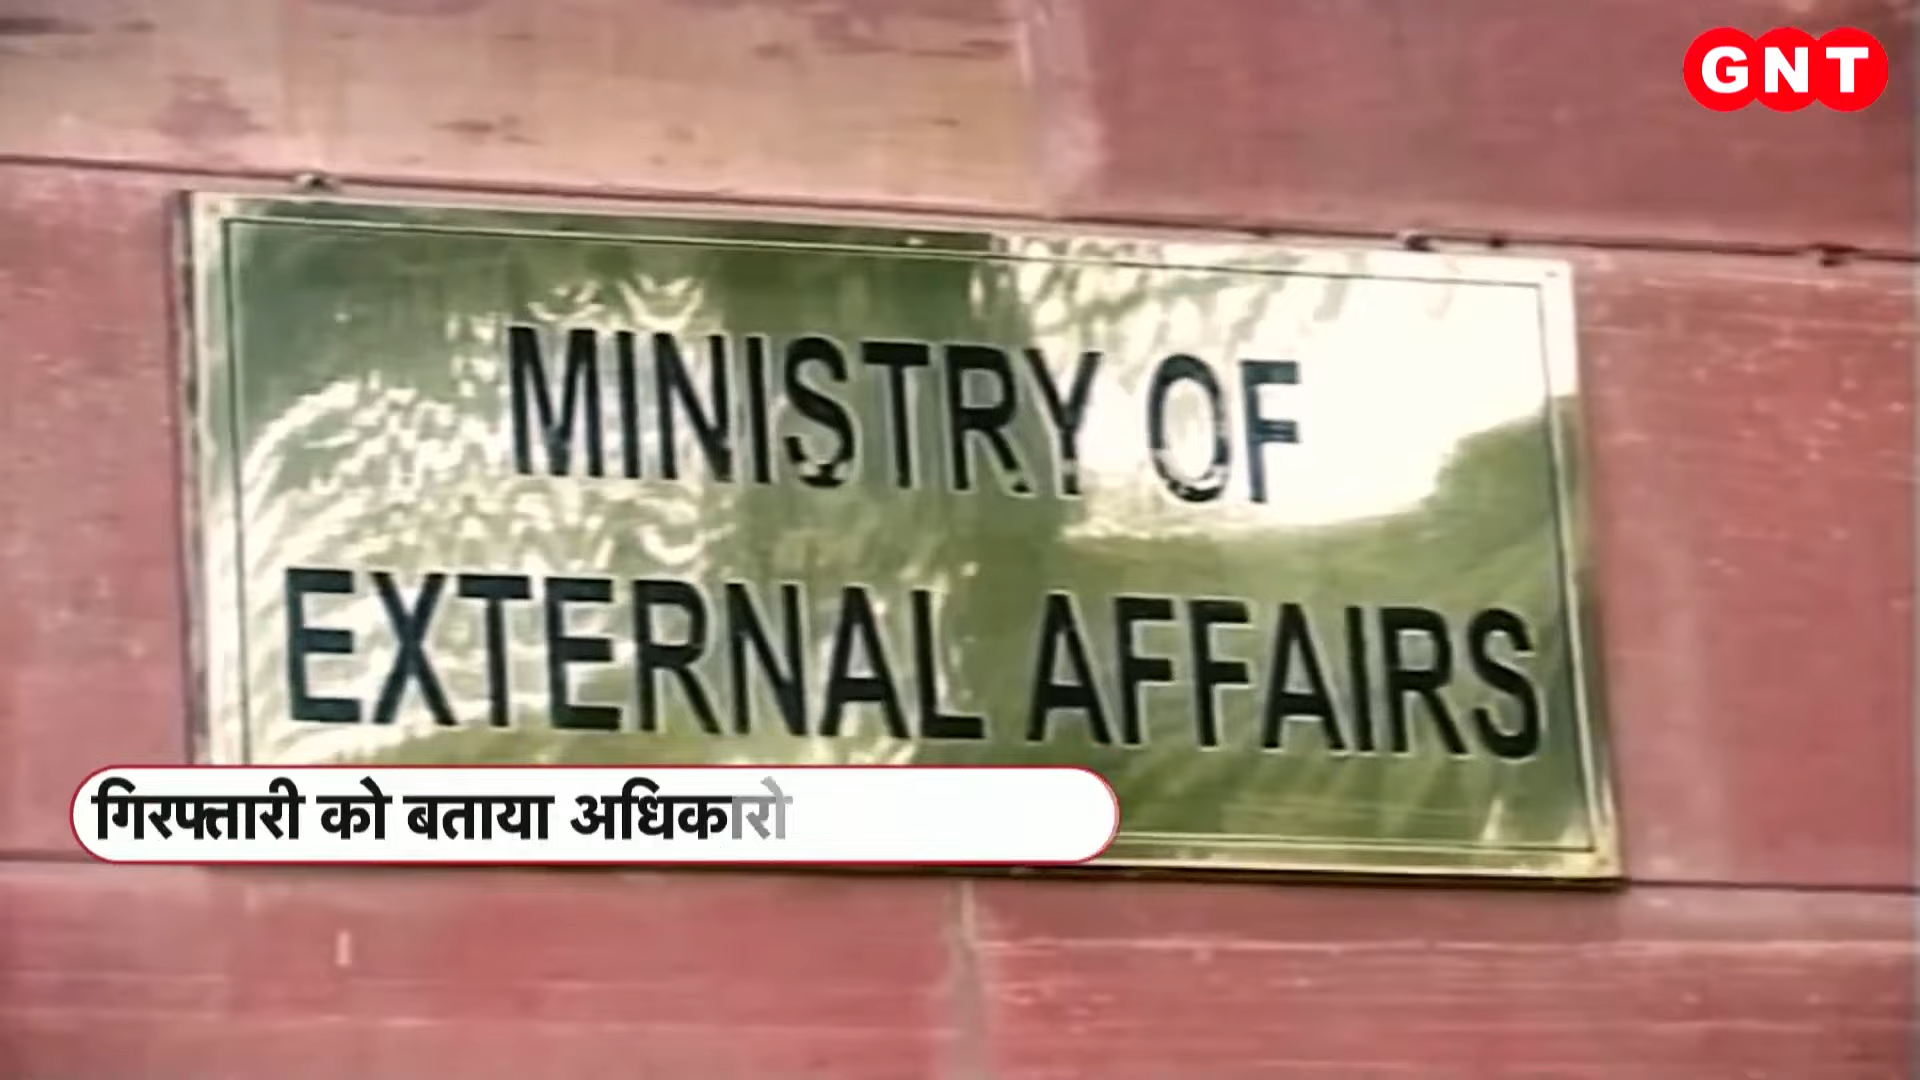 GNT
MINISTRY OF
EXTERNAL AFFAIRS
गिरफ्तारी को बताया अधिकारो